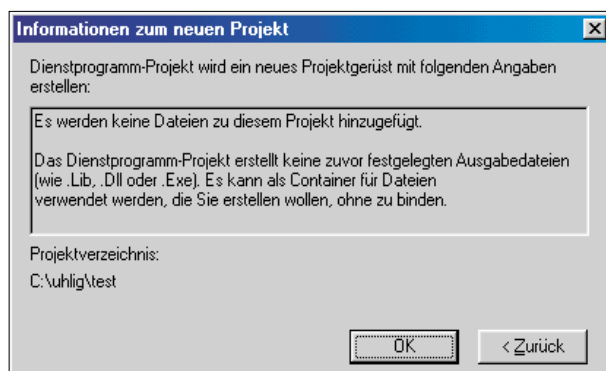 Informationen zum neuen Projekt
Dienstprogramm-Projekt wird ein neues Projektgerüst mit folgenden Angaben
erstellen:
Es werden keine Dateien zu diesem Projekt hinzugefügt.
Das Dienstprogramm-Projekt erstellt keine zuvor festgelegten Ausgabedateien
(wie .Lib, .Dll oder .Exe). Es kann als Container für Dateien
verwendet werden, die Sie erstellen wollen, ohne zu binden.
Projektverzeichnis:
C:\uhlig\test
OK
< Zurück